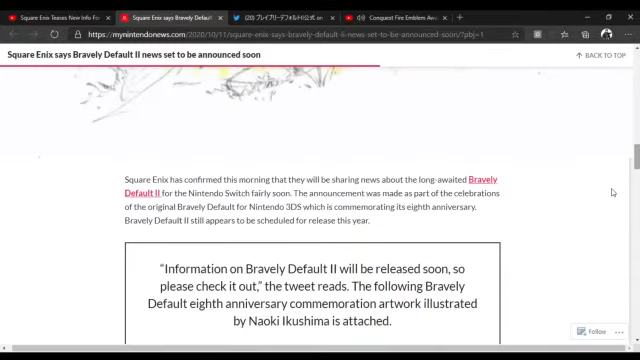 Square Enix Teases New Info For
Square Enix says Bravely Default
ブレイブリーデフォルト公式 on
Conquest Fire Emblem Awa
https://mynintendonews.com/2020/10/11/square-enix-says-bravely-default-ii-news-set-to-be-announced-soon/?pbj=1
Square Enix says Bravely Default II news set to be announced soon
BACK TO TOP
Square Enix has confirmed this morning that they will be sharing news about the long-awaited Bravely
Default II for the Nintendo Switch fairly soon. The announcement was made as part of the celebrations
of the original Bravely Default for Nintendo 3DS which is commemorating its eighth anniversary.
Bravely Default II still appears to be scheduled for release this year.
“Information on Bravely Default II will be released soon, so
please check it out,” the tweet reads. The following Bravely
Default eighth anniversary commemoration artwork illustrated
by Naoki Ikushima is attached.
Follow